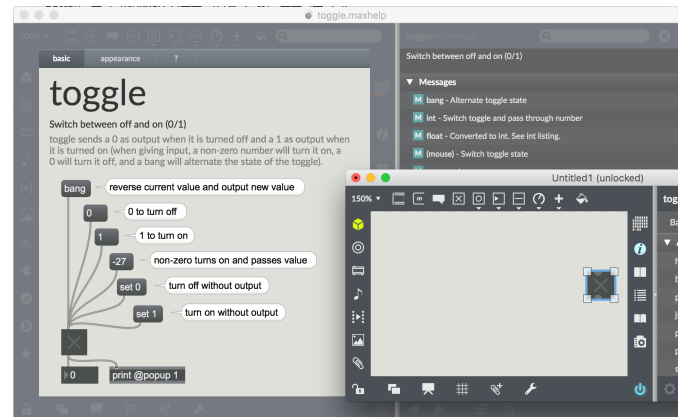 toggle.maxhelp
100%
toggle reference
basic appearance ?
Switch between off and on (0/1)
Messages
toggle
M bang - Alternate toggle state
M int - Switch toggle and pass through number
Switch between off and on (0/1)
M float - Converted to int. See int listing.
toggle sends a 0 as output when it is turned off and a 1 as output when
it is turned on (when giving input, a non-zero number will turn it on, a
0 will turn it off, and a bang will alternate the state of the toggle).
M (mouse) - Switch toggle state
Untitled1 (unlocked)
bang reverse current value and output new value
150%
tog
0 0 to turn off
Ba
1 1 to turn on
-27 non-zero turns on and passes value
set 0 turn off without output
set 1 turn on without output
0 print @popup 1